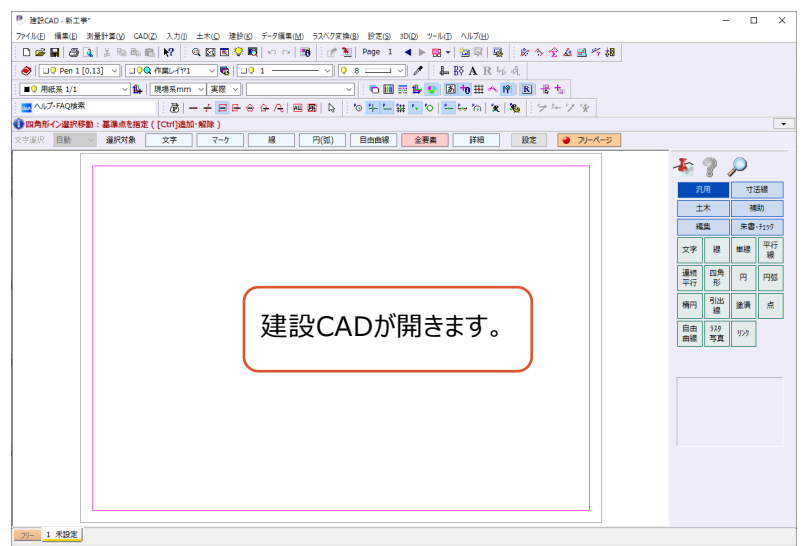 建設CAD - 新工事*
ファイル(F) 編集(E) 測量計算(V) CAD(Z) 入力(I) 土木(C) 建設(K) データ編集(M) ラスベク変換(B) 設定(S) 3D(D) ツール(T) ヘルプ(H)
Page 1
Pen 1 [0.13] 作業レイヤ1 1 8
用紙系 1/1 現場系mm 実際
ヘルプ・FAQ検索
四角形イン選択移動：基準点を指定（ [Ctrl]追加・解除 ）
文字選択 自動 選択対象 文字 マーク 線 円(弧) 自由曲線 全要素 詳細 設定 フリーページ
汎用 寸法線
土木 補助
編集 朱書・チェック
文字 線 単線 平行線
連続平行 四角形 円 円弧
楕円 引出線 塗潰 点
自由曲線 ラスタ写真 リンク
建設CADが開きます。
フリー 1 未設定